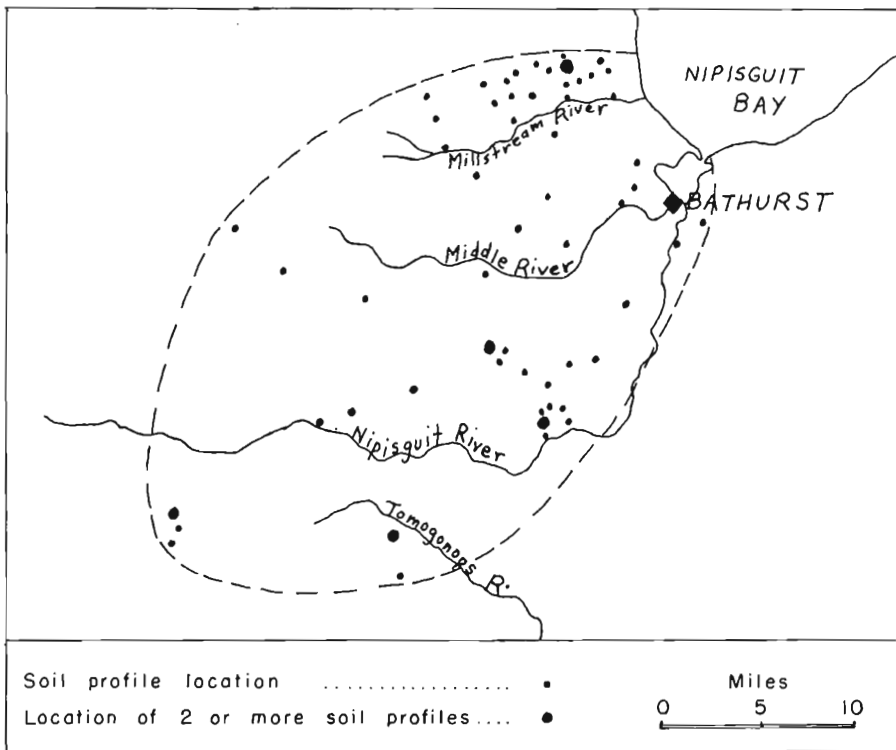 NIPISGUIT
BAY
Millstream River
BATHURST
Middle River
Nipisguit River
Tomogonops R.
Soil profile location ....................
Location of 2 or more soil profiles....
Miles
0 5 10